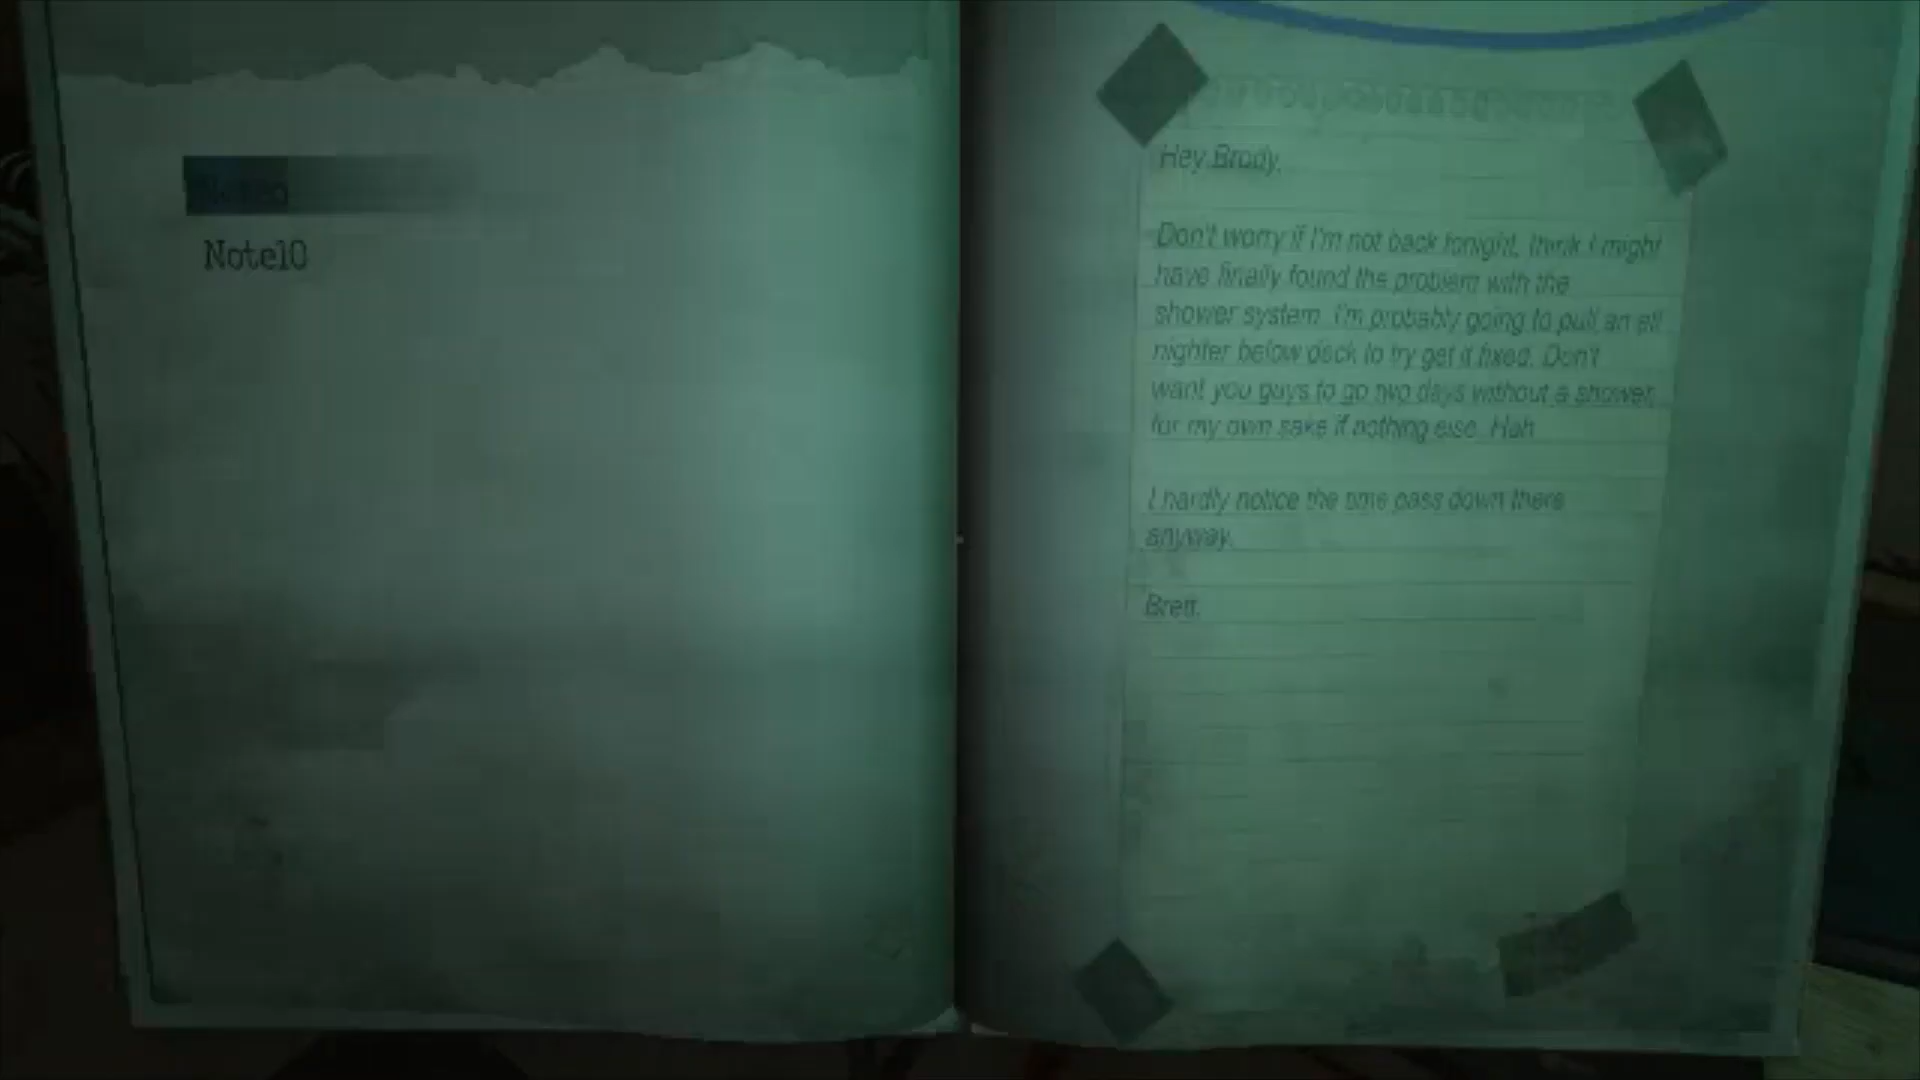 Note10
Hey Brody,
Don't worry if I'm not back tonight, think I might
have finally found the problem with the
shower system. I'm probably going to pull an all
nighter below deck to try get it fixed. Don't
want you guys to go two days without a shower,
for my own sake if nothing else. Hah
I hardly notice the time pass down there
anyway.
Brett.